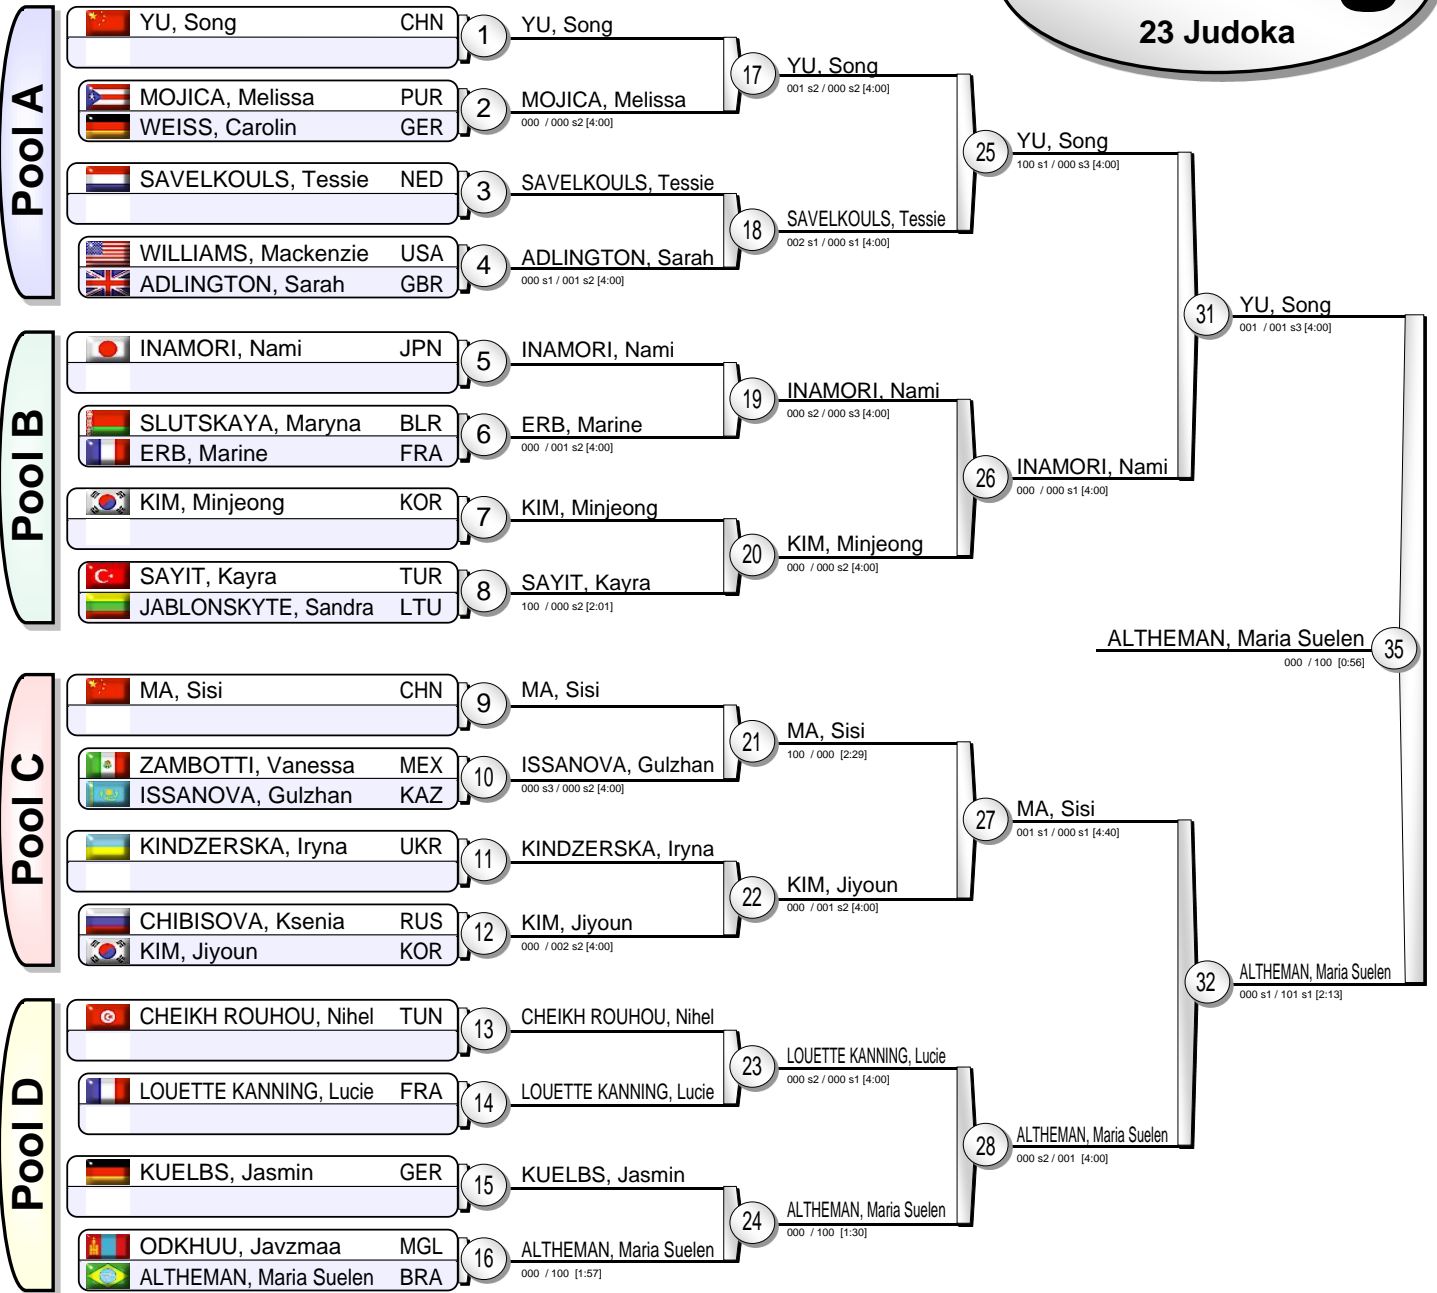 23 Judoka
Pool A
YU, Song CHN
1
YU, Song
MOJICA, Melissa PUR
WEISS, Carolin GER
2
MOJICA, Melissa
000 / 000 s2 [4:00]
17
YU, Song
001 s2 / 000 s2 [4:00]
SAVELKOULS, Tessie NED
3
SAVELKOULS, Tessie
WILLIAMS, Mackenzie USA
ADLINGTON, Sarah GBR
4
ADLINGTON, Sarah
000 s1 / 001 s2 [4:00]
18
SAVELKOULS, Tessie
002 s1 / 000 s1 [4:00]
25
YU, Song
100 s1 / 000 s3 [4:00]
Pool B
INAMORI, Nami JPN
5
INAMORI, Nami
SLUTSKAYA, Maryna BLR
ERB, Marine FRA
6
ERB, Marine
000 / 001 s2 [4:00]
19
INAMORI, Nami
000 s2 / 000 s3 [4:00]
KIM, Minjeong KOR
7
KIM, Minjeong
SAYIT, Kayra TUR
JABLONSKYTE, Sandra LTU
8
SAYIT, Kayra
100 / 000 s2 [2:01]
20
KIM, Minjeong
000 / 000 s2 [4:00]
26
INAMORI, Nami
000 / 000 s1 [4:00]
31
YU, Song
001 / 001 s3 [4:00]
ALTHEMAN, Maria Suelen
000 / 100 [0:56]
35
Pool C
MA, Sisi CHN
9
MA, Sisi
ZAMBOTTI, Vanessa MEX
ISSANOVA, Gulzhan KAZ
10
ISSANOVA, Gulzhan
000 s3 / 000 s2 [4:00]
21
MA, Sisi
100 / 000 [2:29]
KINDZERSKA, Iryna UKR
11
KINDZERSKA, Iryna
CHIBISOVA, Ksenia RUS
KIM, Jiyoun KOR
12
KIM, Jiyoun
000 / 002 s2 [4:00]
22
KIM, Jiyoun
000 / 001 s2 [4:00]
27
MA, Sisi
001 s1 / 000 s1 [4:40]
Pool D
CHEIKH ROUHOU, Nihel TUN
13
CHEIKH ROUHOU, Nihel
LOUETTE KANNING, Lucie FRA
14
LOUETTE KANNING, Lucie
23
LOUETTE KANNING, Lucie
000 s2 / 000 s1 [4:00]
KUELBS, Jasmin GER
15
KUELBS, Jasmin
ODKHUU, Javzmaa MGL
ALTHEMAN, Maria Suelen BRA
16
ALTHEMAN, Maria Suelen
000 / 100 [1:57]
24
ALTHEMAN, Maria Suelen
000 / 100 [1:30]
28
ALTHEMAN, Maria Suelen
000 s2 / 001 [4:00]
32
ALTHEMAN, Maria Suelen
000 s1 / 101 s1 [2:13]